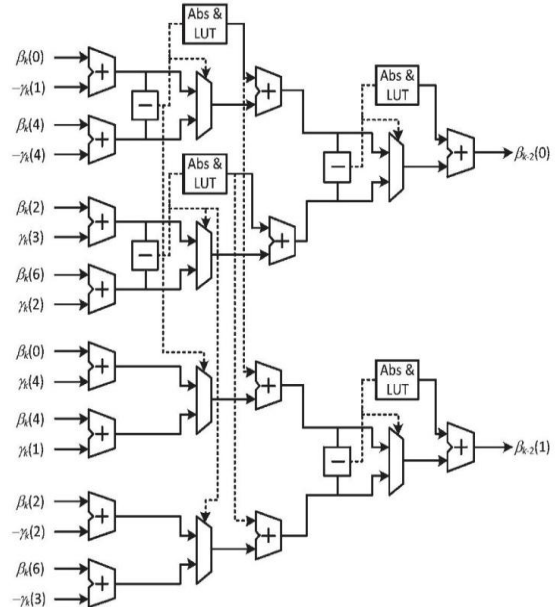 Abs &
LUT
βk(0)
−γk(1)
βk(4)
−γk(4)
Abs &
LUT
βk-2(0)
Abs &
LUT
βk(2)
γk(3)
βk(6)
γk(2)
βk(0)
γk(4)
βk(4)
γk(1)
Abs &
LUT
βk-2(1)
βk(2)
−γk(2)
βk(6)
−γk(3)